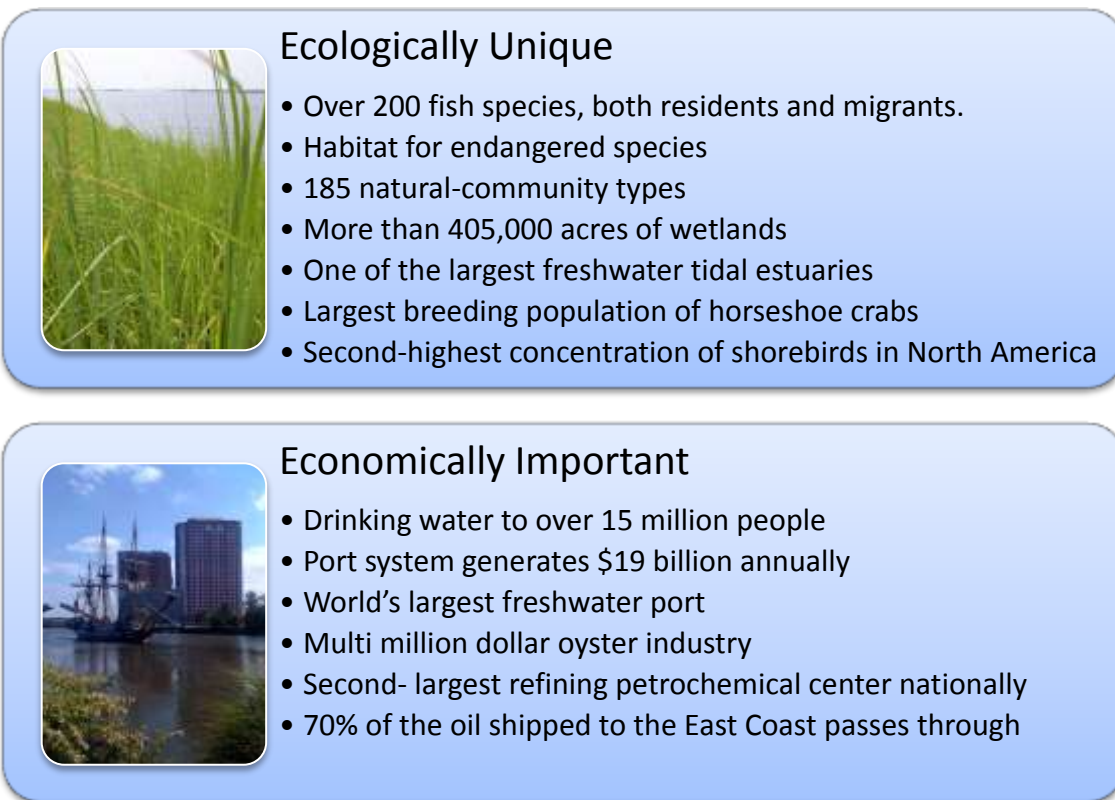 Ecologically Unique
• Over 200 fish species, both residents and migrants.
• Habitat for endangered species
• 185 natural-community types
• More than 405,000 acres of wetlands
• One of the largest freshwater tidal estuaries
• Largest breeding population of horseshoe crabs
• Second-highest concentration of shorebirds in North America
Economically Important
• Drinking water to over 15 million people
• Port system generates $19 billion annually
• World’s largest freshwater port
• Multi million dollar oyster industry
• Second- largest refining petrochemical center nationally
• 70% of the oil shipped to the East Coast passes through